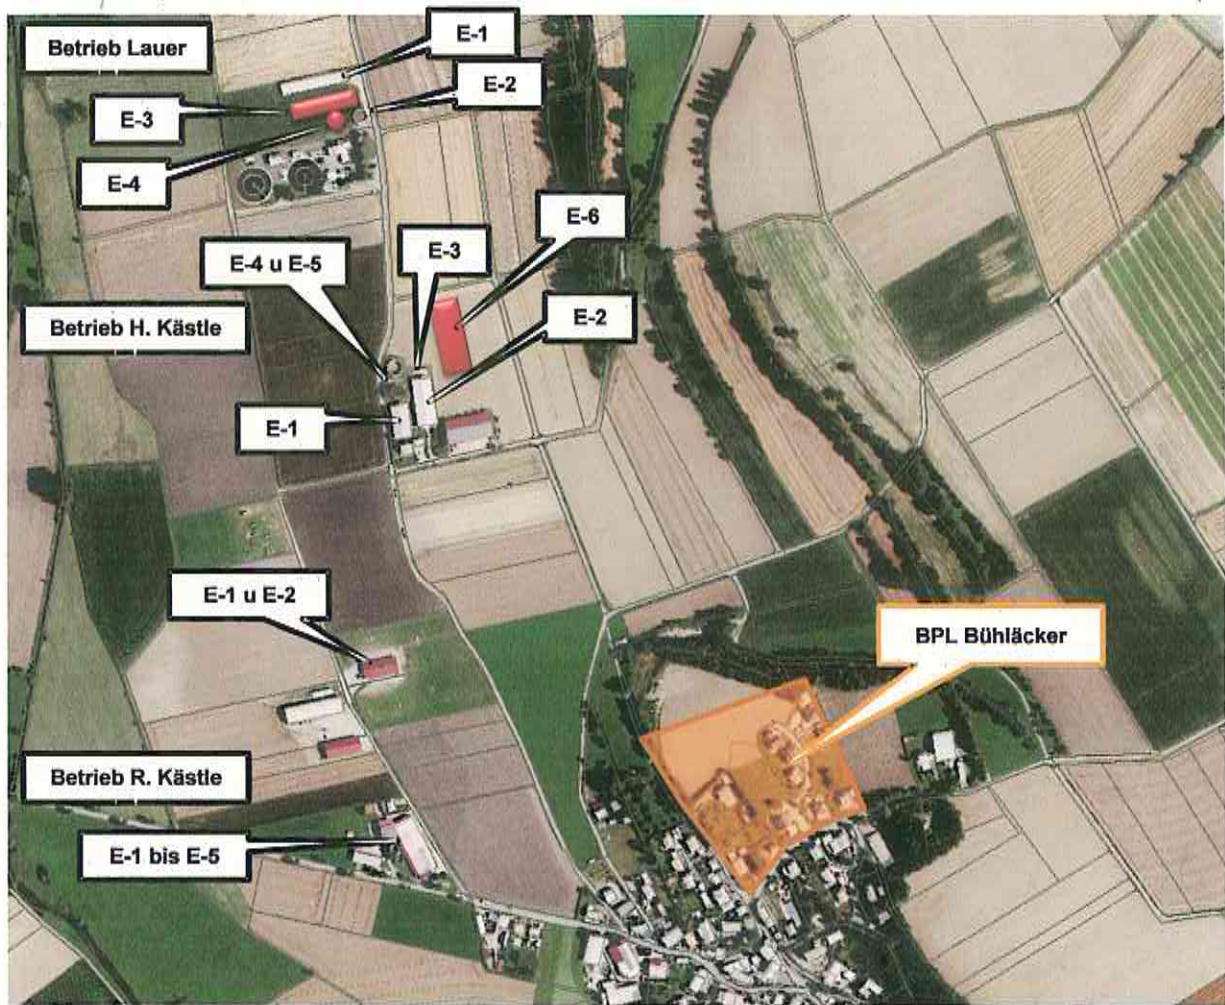 Betrieb Lauer
E-1
E-2
E-3
E-4
E-6
E-4 u E-5
E-3
Betrieb H. Kästle
E-2
E-1
E-1 u E-2
BPL Bühläcker
Betrieb R. Kästle
E-1 bis E-5